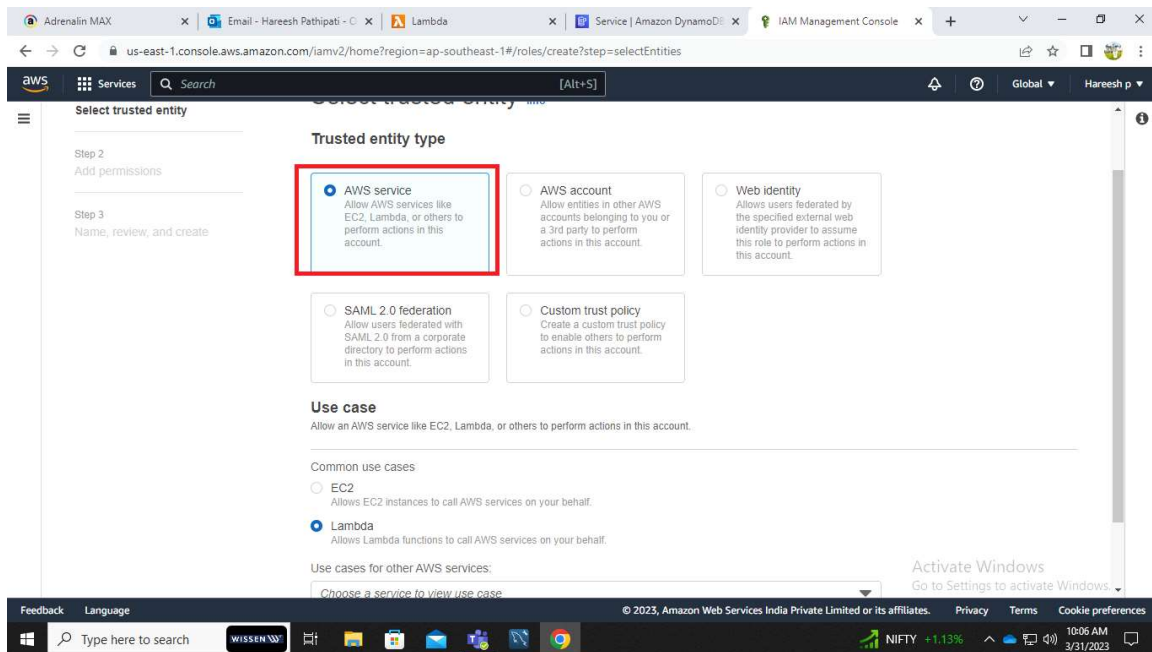 Adrenalin MAX
Email - Hareesh Pathipati - O
Lambda
Service | Amazon DynamoDB
IAM Management Console
us-east-1.console.aws.amazon.com/iamv2/home?region=ap-southeast-1#/roles/create?step=selectEntities
aws
Services
Search
[Alt+S]
Global
Hareesh p
Select trusted entity
Select trusted entity Info
Step 2
Add permissions
Step 3
Name, review, and create
Trusted entity type
AWS service
Allow AWS services like
EC2, Lambda, or others to
perform actions in this
account.
AWS account
Allow entities in other AWS
accounts belonging to you or
a 3rd party to perform
actions in this account.
Web identity
Allows users federated by
the specified external web
identity provider to assume
this role to perform actions in
this account.
SAML 2.0 federation
Allow users federated with
SAML 2.0 from a corporate
directory to perform actions
in this account.
Custom trust policy
Create a custom trust policy
to enable others to perform
actions in this account.
Use case
Allow an AWS service like EC2, Lambda, or others to perform actions in this account.
Common use cases
EC2
Allows EC2 instances to call AWS services on your behalf.
Lambda
Allows Lambda functions to call AWS services on your behalf.
Use cases for other AWS services:
Choose a service to view use case
Activate Windows
Go to Settings to activate Windows.
Feedback
Language
© 2023, Amazon Web Services India Private Limited or its affiliates.
Privacy
Terms
Cookie preferences
Type here to search
WISSEN
NIFTY +1.13%
10:06 AM
3/31/2023